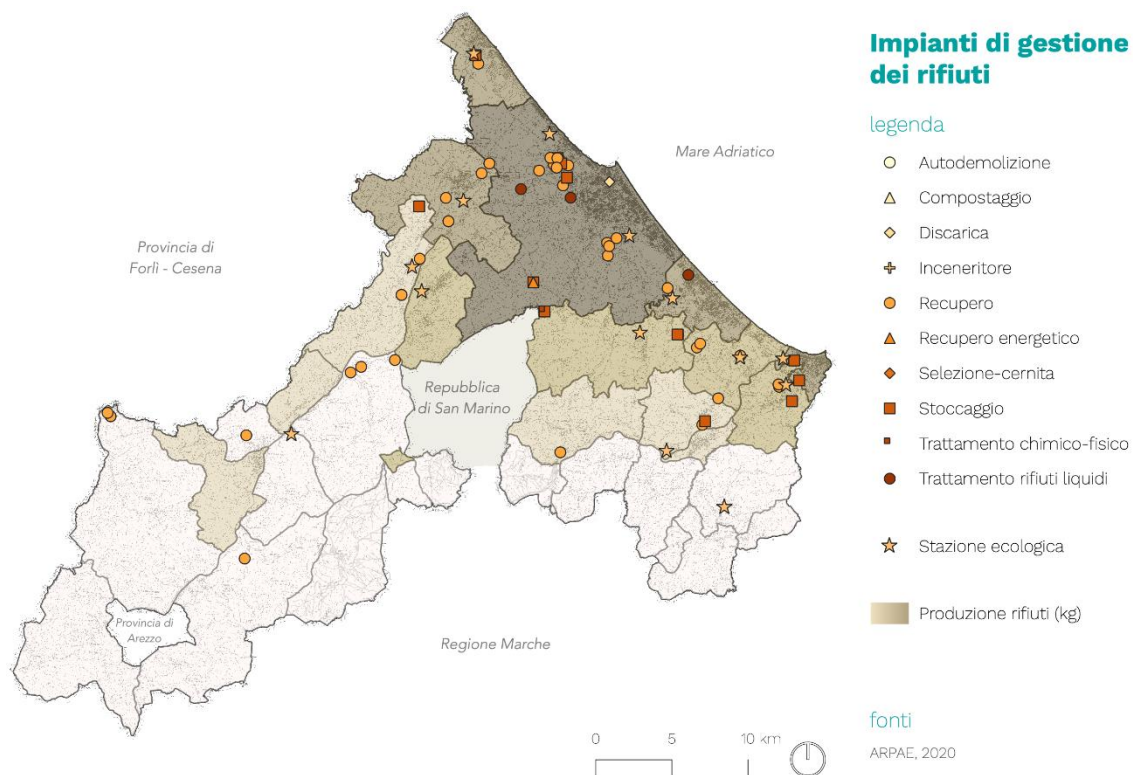 Impianti di gestione
dei rifiuti
legenda
Autodemolizione
Compostaggio
Discarica
Inceneritore
Recupero
Recupero energetico
Selezione-cernita
Stoccaggio
Trattamento chimico-fisico
Trattamento rifiuti liquidi
Stazione ecologica
Produzione rifiuti (kg)
fonti
ARPAE, 2020
Mare Adriatico
Provincia di
Forlì - Cesena
Repubblica
di San Marino
Provincia di
Arezzo
Regione Marche
0 5 10 km